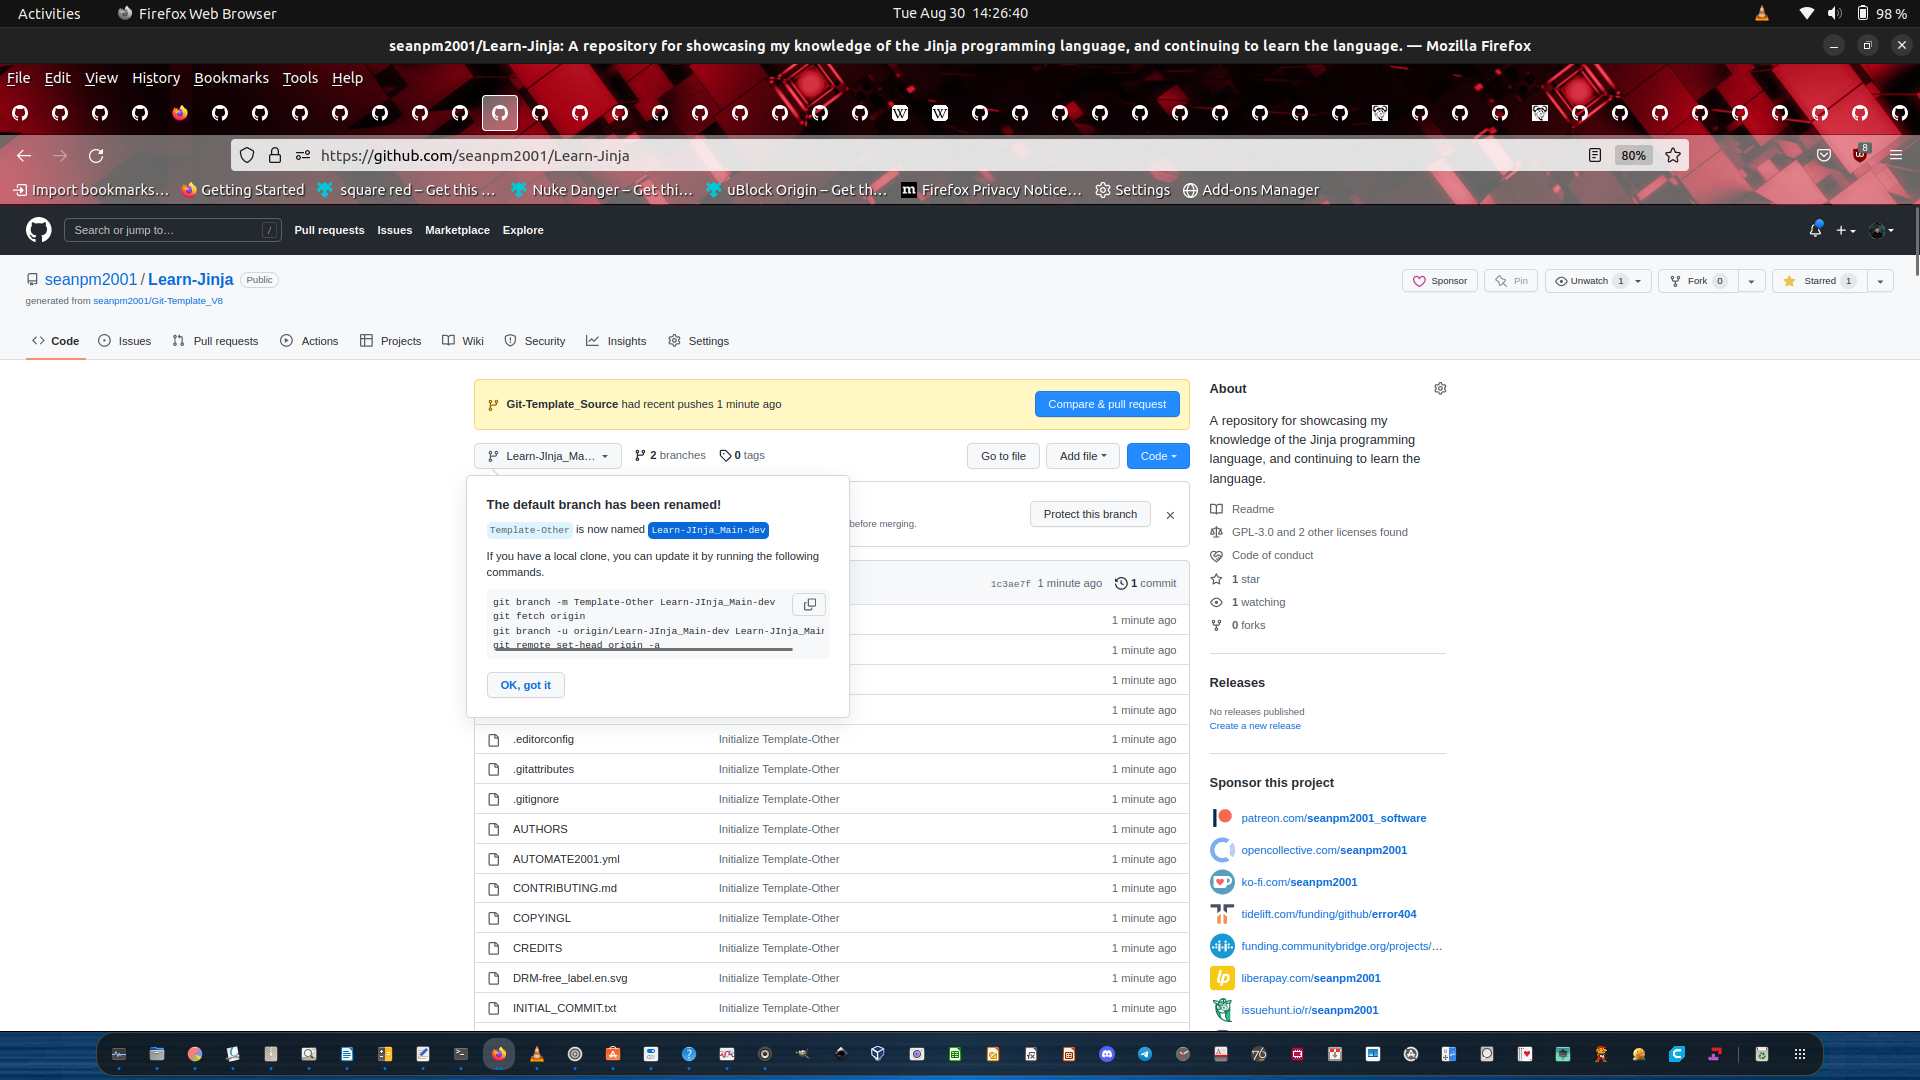 Activities
Firefox Web Browser
Tue Aug 30 14:26:40
98 %
seanpm2001/Learn-Jinja: A repository for showcasing my knowledge of the Jinja programming language, and continuing to learn the language. — Mozilla Firefox
File Edit View History Bookmarks Tools Help
https://github.com/seanpm2001/Learn-Jinja
80%
8
Import bookmarks…
Getting Started
square red – Get this …
Nuke Danger – Get thi…
uBlock Origin – Get th…
Firefox Privacy Notice…
Settings
Add-ons Manager
Search or jump to… /
Pull requests Issues Marketplace Explore
seanpm2001 / Learn-Jinja Public
generated from seanpm2001/Git-Template_V8
Sponsor
Pin
Unwatch 1
Fork 0
Starred 1
Code
Issues
Pull requests
Actions
Projects
Wiki
Security
Insights
Settings
Git-Template_Source had recent pushes 1 minute ago
Compare & pull request
Learn-JInja_Ma…
2 branches
0 tags
Go to file
Add file
Code
The default branch has been renamed!
Template-Other is now named Learn-JInja_Main-dev
If you have a local clone, you can update it by running the following
commands.
git branch -m Template-Other Learn-JInja_Main-dev
git fetch origin
git branch -u origin/Learn-JInja_Main-dev Learn-JInja_Main
git remote set-head origin -a
OK, got it
before merging.
Protect this branch
1c3ae7f 1 minute ago 1 commit
1 minute ago
1 minute ago
1 minute ago
1 minute ago
.editorconfig Initialize Template-Other 1 minute ago
.gitattributes Initialize Template-Other 1 minute ago
.gitignore Initialize Template-Other 1 minute ago
AUTHORS Initialize Template-Other 1 minute ago
AUTOMATE2001.yml Initialize Template-Other 1 minute ago
CONTRIBUTING.md Initialize Template-Other 1 minute ago
COPYINGL Initialize Template-Other 1 minute ago
CREDITS Initialize Template-Other 1 minute ago
DRM-free_label.en.svg Initialize Template-Other 1 minute ago
INITIAL_COMMIT.txt Initialize Template-Other 1 minute ago
About
A repository for showcasing my
knowledge of the Jinja programming
language, and continuing to learn the
language.
Readme
GPL-3.0 and 2 other licenses found
Code of conduct
1 star
1 watching
0 forks
Releases
No releases published
Create a new release
Sponsor this project
patreon.com/seanpm2001_software
opencollective.com/seanpm2001
ko-fi.com/seanpm2001
tidelift.com/funding/github/error404
funding.communitybridge.org/projects/…
liberapay.com/seanpm2001
issuehunt.io/r/seanpm2001